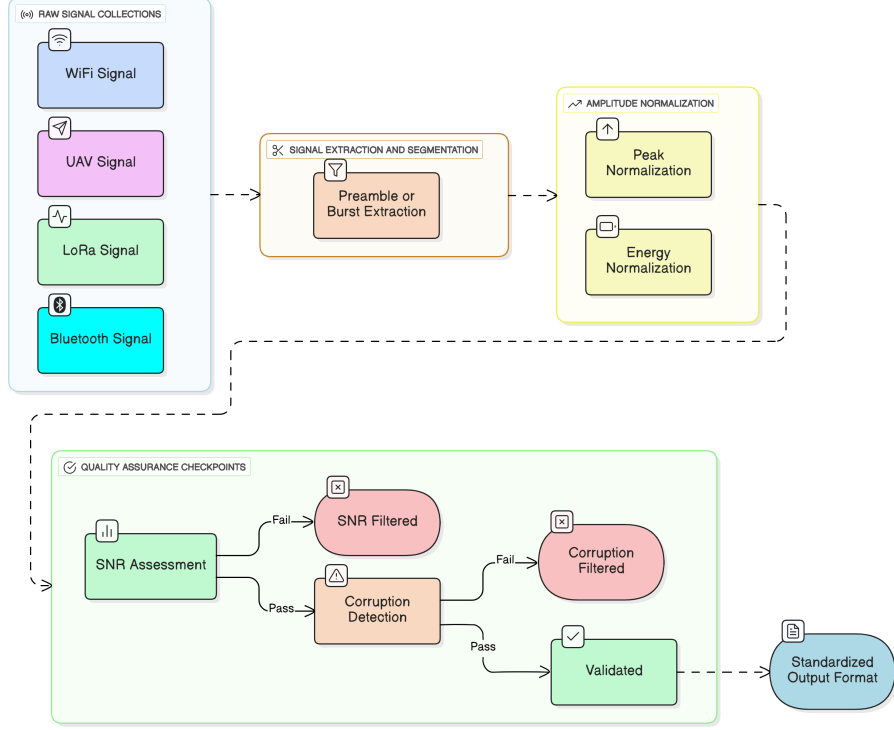 RAW SIGNAL COLLECTIONS
WiFi Signal
UAV Signal
LoRa Signal
Bluetooth Signal
SIGNAL EXTRACTION AND SEGMENTATION
Preamble or
Burst Extraction
AMPLITUDE NORMALIZATION
Peak
Normalization
Energy
Normalization
QUALITY ASSURANCE CHECKPOINTS
SNR Assessment
Fail
SNR Filtered
Pass
Corruption
Detection
Fail
Corruption
Filtered
Pass
Validated
Standardized
Output Format